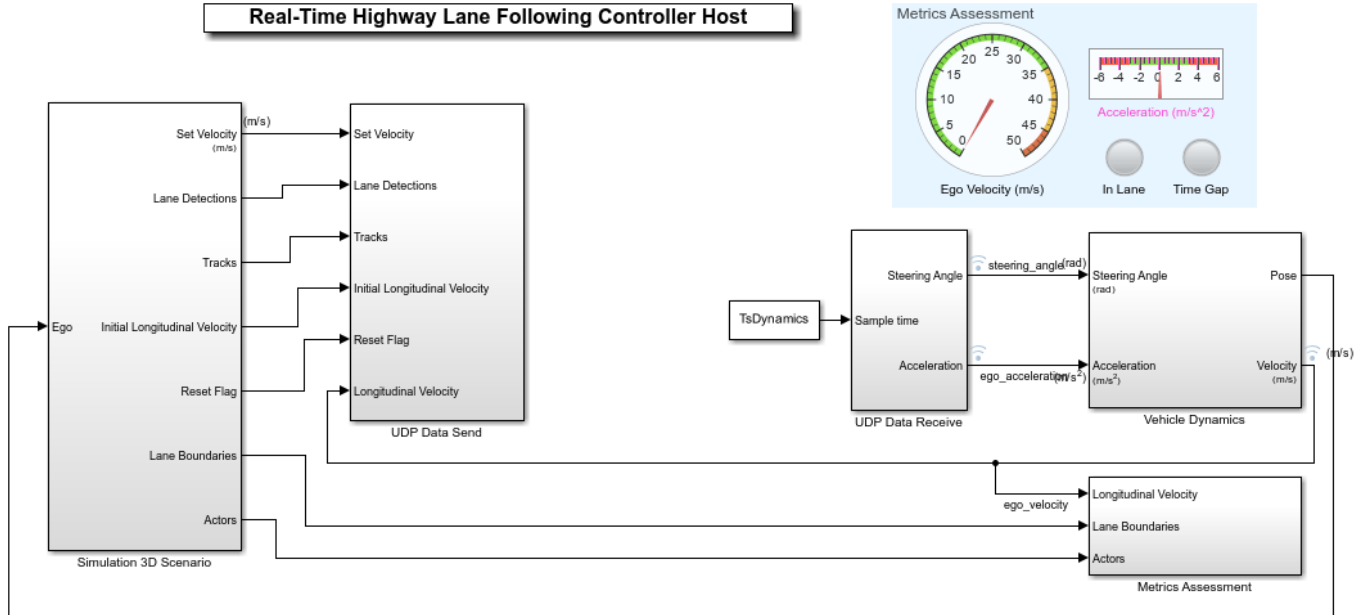 Real-Time Highway Lane Following Controller Host
Metrics Assessment
0
5
10
15
20
25
30
35
40
45
50
Ego Velocity (m/s)
-6 -4 -2 0 2 4 6
Acceleration (m/s^2)
In Lane
Time Gap
Ego
Set Velocity
(m/s)
Lane Detections
Tracks
Initial Longitudinal Velocity
Reset Flag
Lane Boundaries
Actors
Simulation 3D Scenario
(m/s)
Set Velocity
Lane Detections
Tracks
Initial Longitudinal Velocity
Reset Flag
Longitudinal Velocity
UDP Data Send
TsDynamics
Sample time
Steering Angle
Acceleration
UDP Data Receive
steering_angle
(rad)
ego_acceleration
(m/s²)
Steering Angle
(rad)
Acceleration
(m/s²)
Pose
Velocity
(m/s)
Vehicle Dynamics
(m/s)
ego_velocity
Longitudinal Velocity
Lane Boundaries
Actors
Metrics Assessment